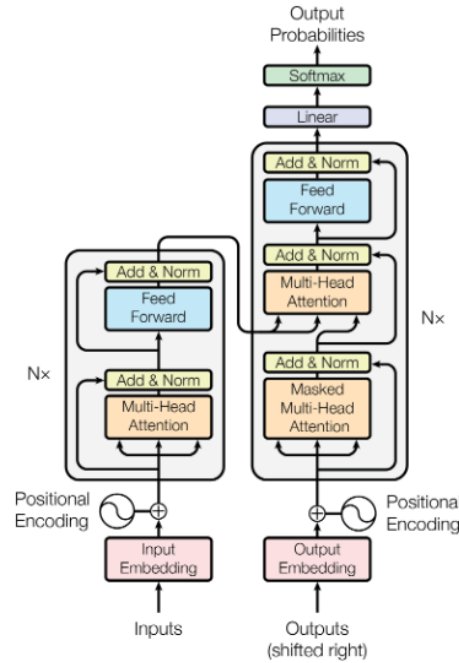 Output
Probabilities
Softmax
Linear
Add & Norm
Feed
Forward
Add & Norm
Multi-Head
Attention
Add & Norm
Masked
Multi-Head
Attention
Nx
Add & Norm
Feed
Forward
Add & Norm
Multi-Head
Attention
Nx
Positional
Encoding
Positional
Encoding
Input
Embedding
Output
Embedding
Inputs
Outputs
(shifted right)